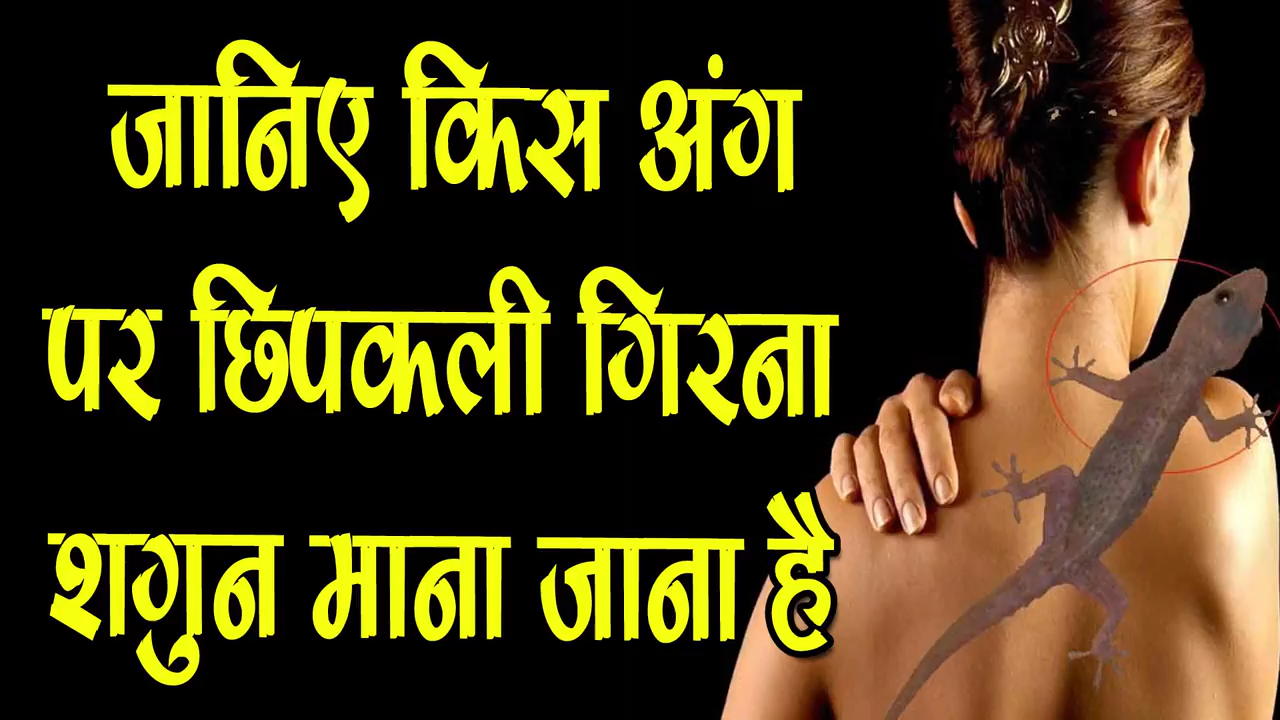 जानिए किस अंग
पर छिपकली गिरना
शगुन माना जाना है